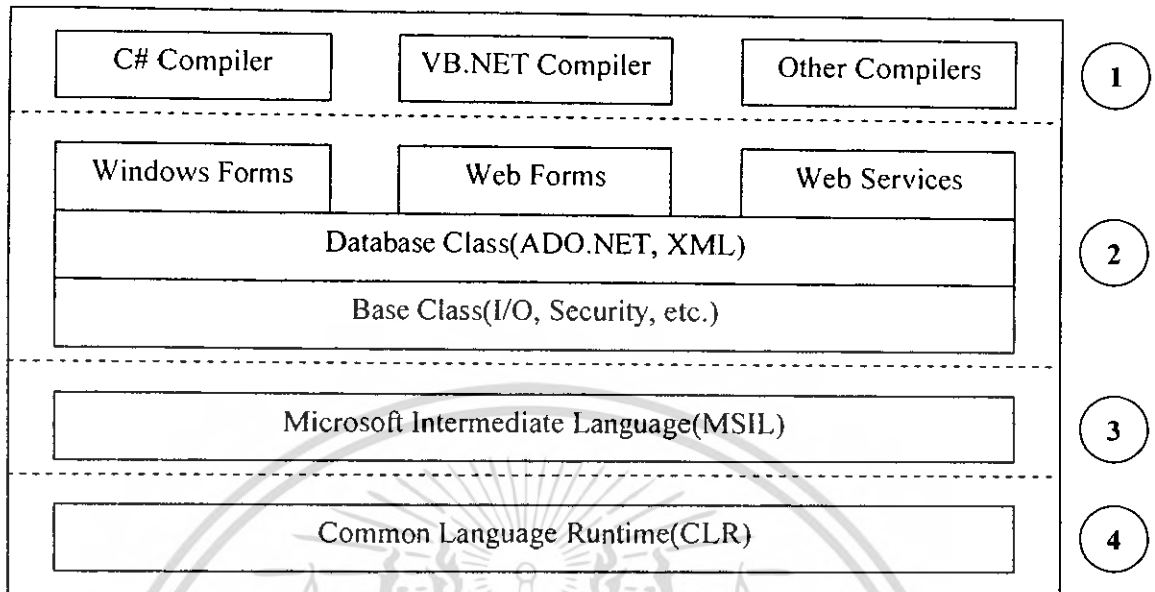 C# Compiler VB.NET Compiler Other Compilers 1
Windows Forms Web Forms Web Services
Database Class(ADO.NET, XML) 2
Base Class(I/O, Security, etc.)
Microsoft Intermediate Language(MSIL) 3
Common Language Runtime(CLR) 4